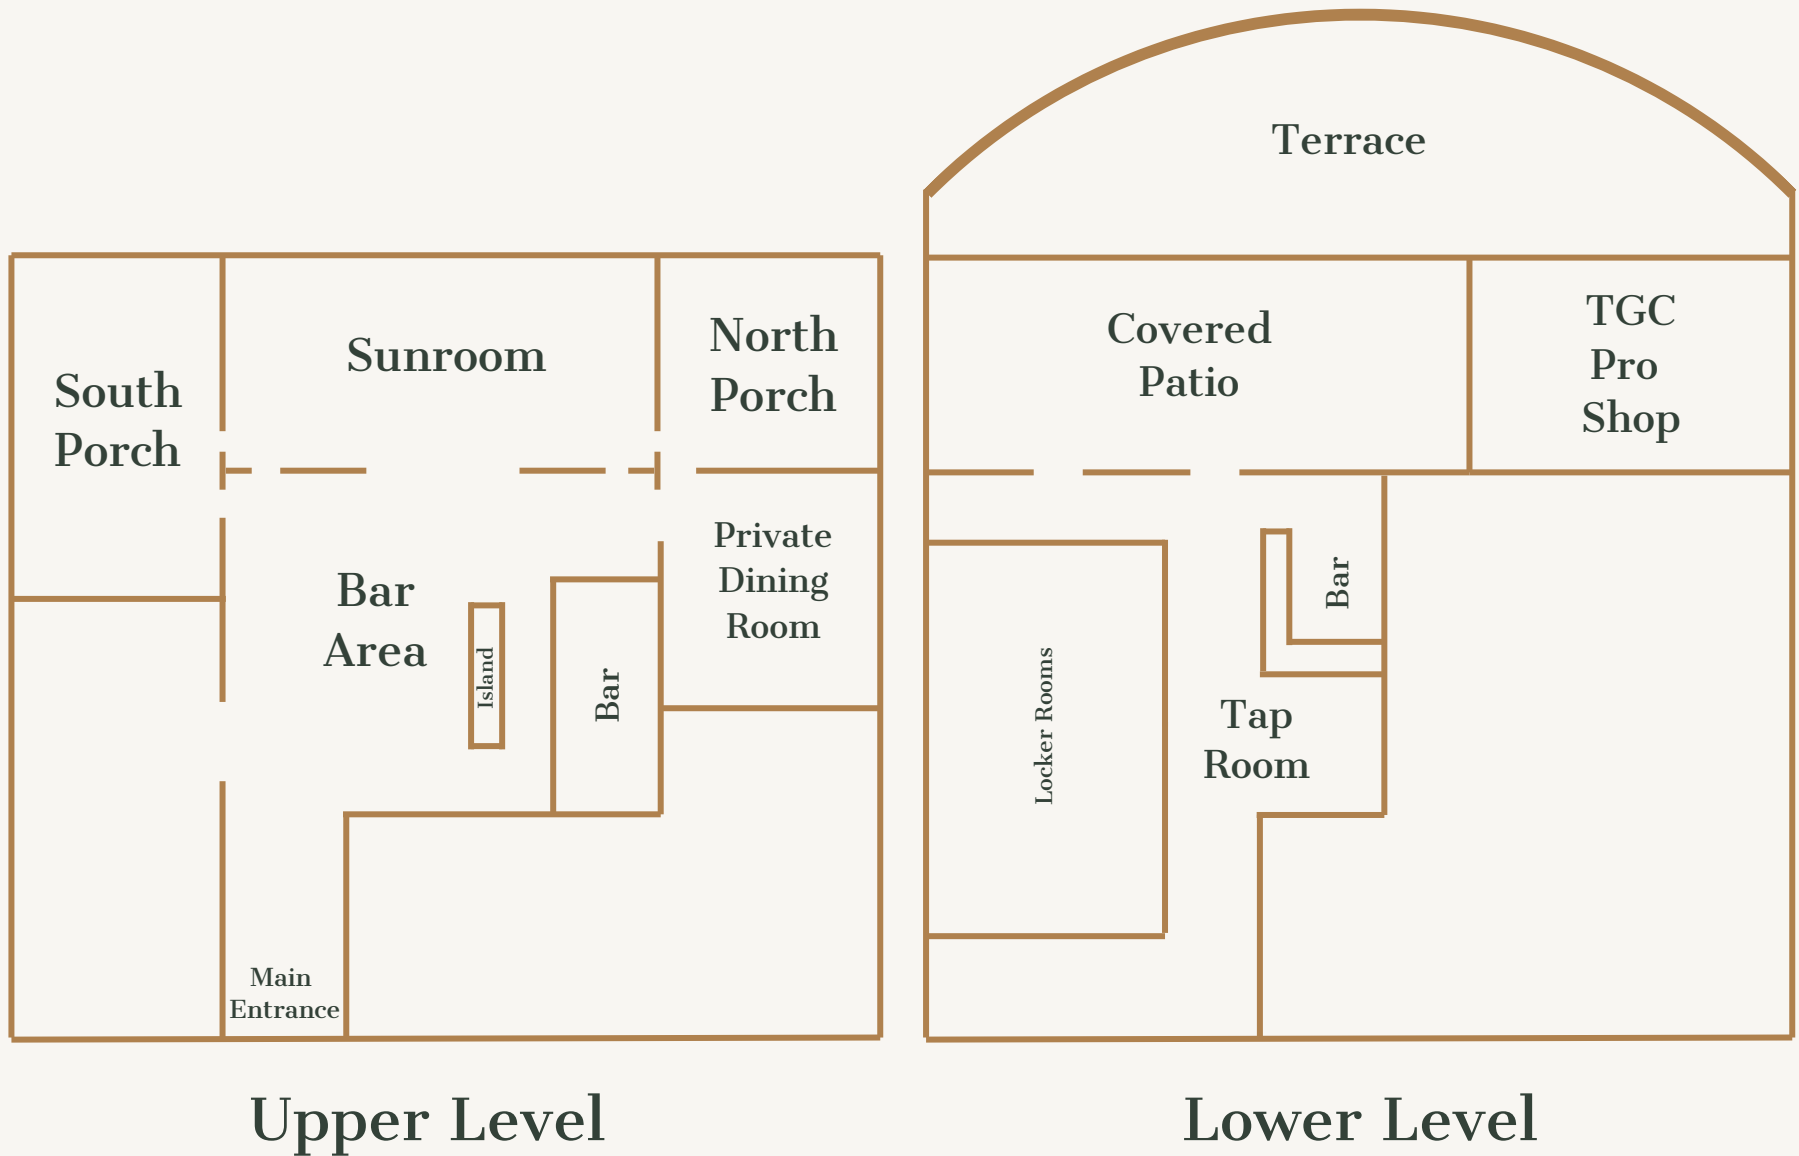 South
Porch
Sunroom
North
Porch
Private
Dining
Room
Bar
Area
Island
Bar
Main
Entrance
Upper Level
Terrace
Covered
Patio
TGC
Pro
Shop
Bar
Locker Rooms
Tap
Room
Lower Level